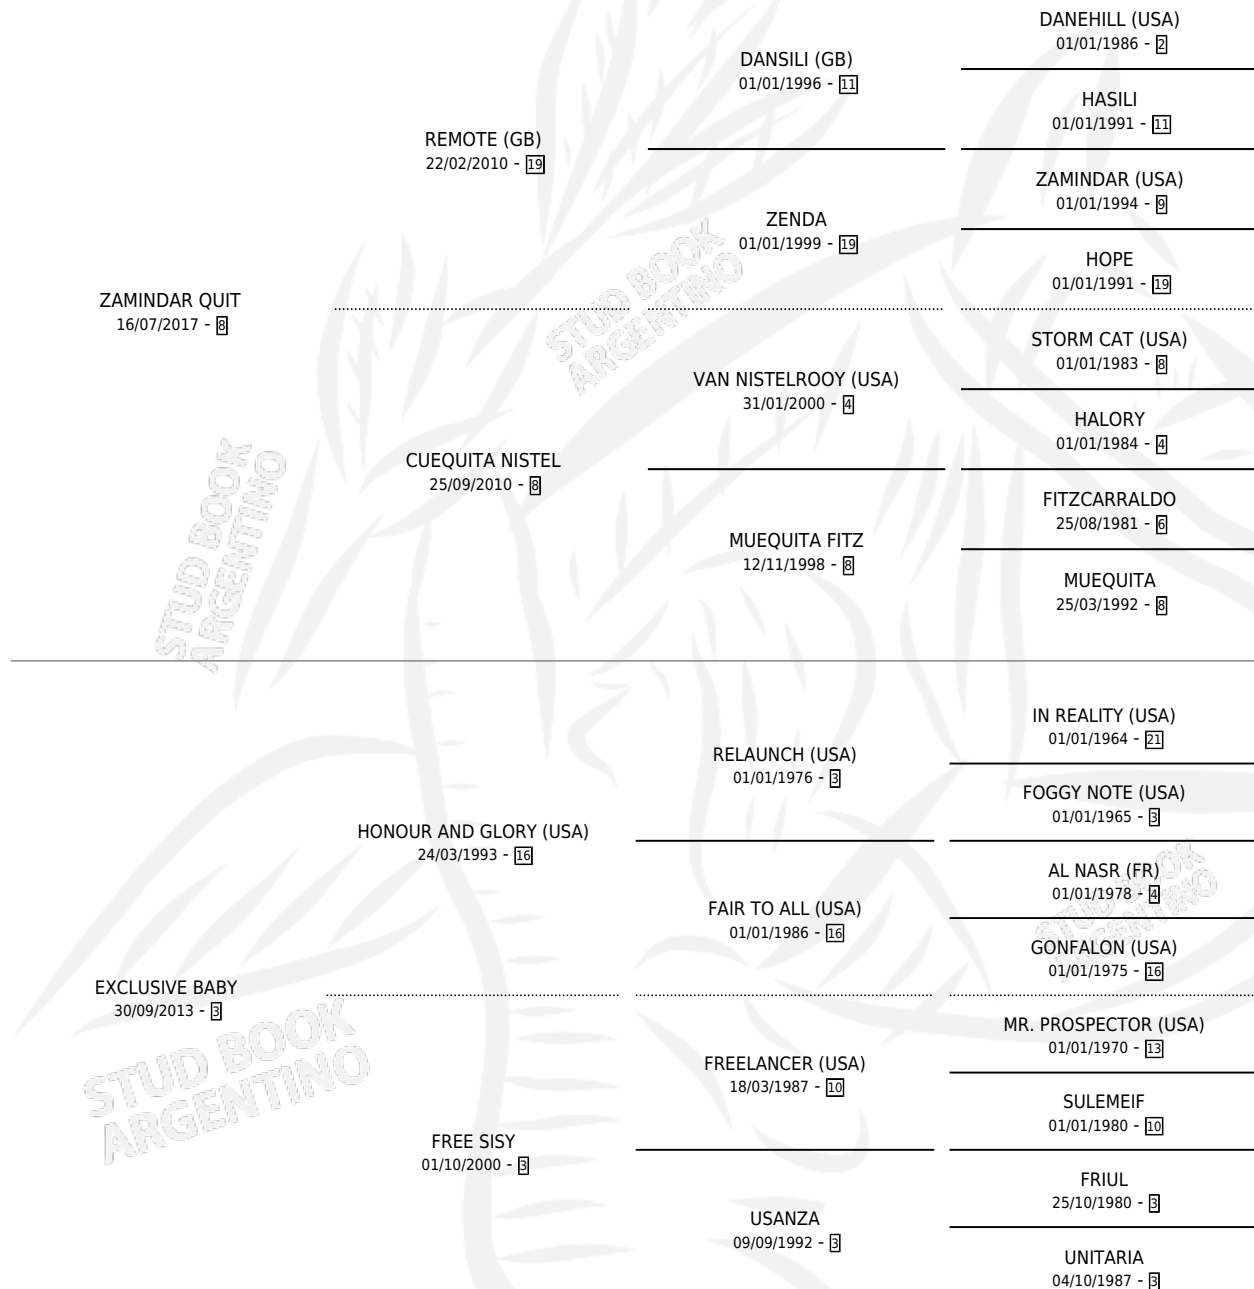 DANEHILL (USA)
01/01/1986 - 2
DANSILI (GB)
01/01/1996 - 11
HASILI
01/01/1991 - 11
REMOTE (GB)
22/02/2010 - 19
ZAMINDAR (USA)
01/01/1994 - 9
ZENDA
01/01/1999 - 19
HOPE
01/01/1991 - 19
ZAMINDAR QUIT
16/07/2017 - 8
STORM CAT (USA)
01/01/1983 - 8
VAN NISTELROOY (USA)
31/01/2000 - 4
HALORY
01/01/1984 - 4
CUEQUITA NISTEL
25/09/2010 - 8
FITZCARRALDO
25/08/1981 - 6
MUEQUITA FITZ
12/11/1998 - 8
MUEQUITA
25/03/1992 - 8
IN REALITY (USA)
01/01/1964 - 21
RELAUNCH (USA)
01/01/1976 - 3
FOGGY NOTE (USA)
01/01/1965 - 3
HONOUR AND GLORY (USA)
24/03/1993 - 16
AL NASR (FR)
01/01/1978 - 4
FAIR TO ALL (USA)
01/01/1986 - 16
GONFALON (USA)
01/01/1975 - 16
EXCLUSIVE BABY
30/09/2013 - 3
MR. PROSPECTOR (USA)
01/01/1970 - 13
FREELANCER (USA)
18/03/1987 - 10
SULEMEIF
01/01/1980 - 10
FREE SISY
01/10/2000 - 3
FRIUL
25/10/1980 - 3
USANZA
09/09/1992 - 3
UNITARIA
04/10/1987 - 3
STUD BOOK
ARGENTINO
STUD BOOK
ARGENTINO
STUD BOOK
ARGENTINO
STUD BOOK
ARGENTINO